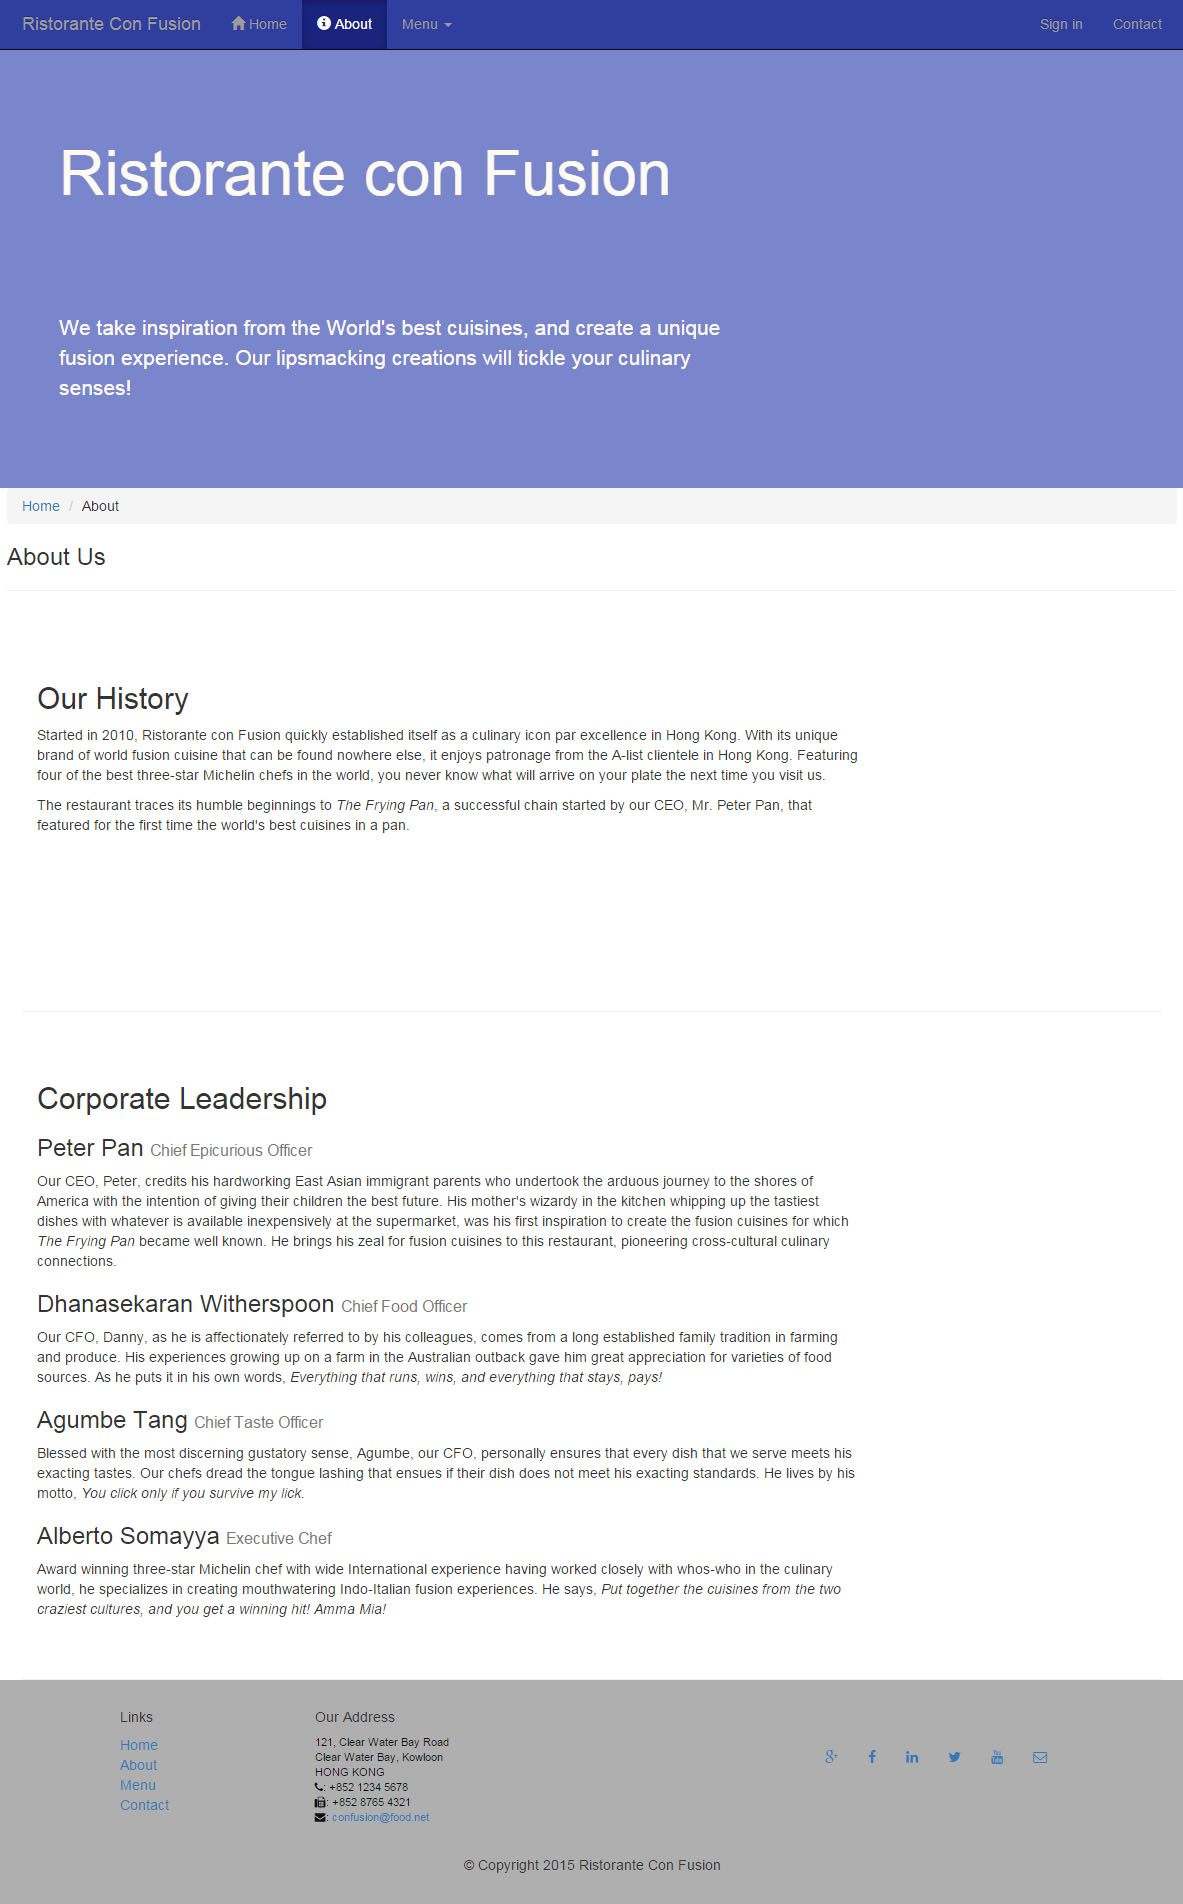 Ristorante Con Fusion Home About Menu Sign in Contact
Ristorante con Fusion
We take inspiration from the World's best cuisines, and create a unique
fusion experience. Our lipsmacking creations will tickle your culinary
senses!
Home / About
About Us
Our History
Started in 2010, Ristorante con Fusion quickly established itself as a culinary icon par excellence in Hong Kong. With its unique
brand of world fusion cuisine that can be found nowhere else, it enjoys patronage from the A-list clientele in Hong Kong. Featuring
four of the best three-star Michelin chefs in the world, you never know what will arrive on your plate the next time you visit us.
The restaurant traces its humble beginnings to The Frying Pan, a successful chain started by our CEO, Mr. Peter Pan, that
featured for the first time the world's best cuisines in a pan.
Corporate Leadership
Peter Pan Chief Epicurious Officer
Our CEO, Peter, credits his hardworking East Asian immigrant parents who undertook the arduous journey to the shores of
America with the intention of giving their children the best future. His mother's wizardy in the kitchen whipping up the tastiest
dishes with whatever is available inexpensively at the supermarket, was his first inspiration to create the fusion cuisines for which
The Frying Pan became well known. He brings his zeal for fusion cuisines to this restaurant, pioneering cross-cultural culinary
connections.
Dhanasekaran Witherspoon Chief Food Officer
Our CFO, Danny, as he is affectionately referred to by his colleagues, comes from a long established family tradition in farming
and produce. His experiences growing up on a farm in the Australian outback gave him great appreciation for varieties of food
sources. As he puts it in his own words, Everything that runs, wins, and everything that stays, pays!
Agumbe Tang Chief Taste Officer
Blessed with the most discerning gustatory sense, Agumbe, our CFO, personally ensures that every dish that we serve meets his
exacting tastes. Our chefs dread the tongue lashing that ensues if their dish does not meet his exacting standards. He lives by his
motto, You click only if you survive my lick.
Alberto Somayya Executive Chef
Award winning three-star Michelin chef with wide International experience having worked closely with whos-who in the culinary
world, he specializes in creating mouthwatering Indo-Italian fusion experiences. He says, Put together the cuisines from the two
craziest cultures, and you get a winning hit! Amma Mia!
Links
Home
About
Menu
Contact
Our Address
121, Clear Water Bay Road
Clear Water Bay, Kowloon
HONG KONG
: +852 1234 5678
: +852 8765 4321
: confusion@food.net
© Copyright 2015 Ristorante Con Fusion